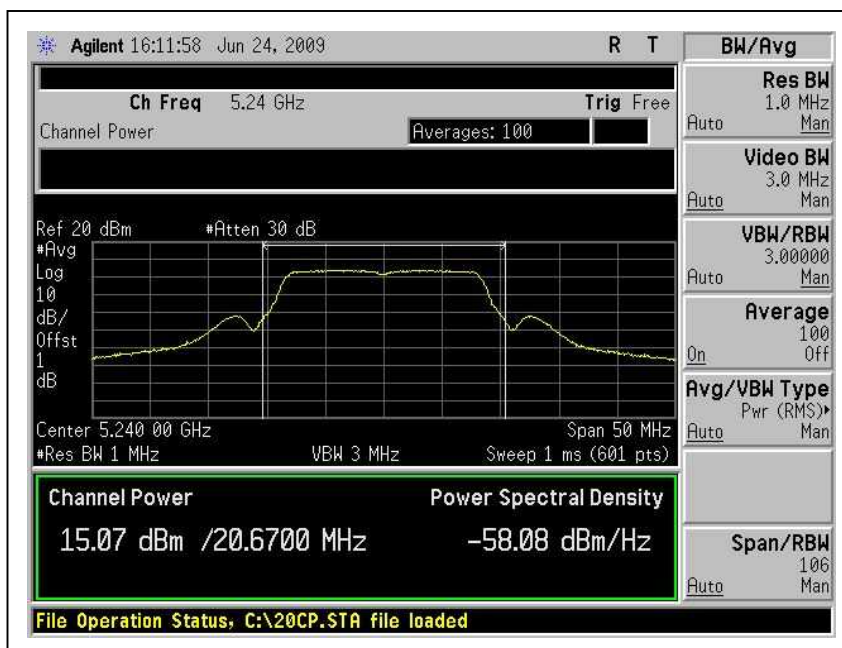 Agilent 16:11:58 Jun 24, 2009 R T
BW/Avg
Ch Freq 5.24 GHz Trig Free
Channel Power Averages: 100
Res BW
1.0 MHz
Auto Man
Video BW
3.0 MHz
Auto Man
VBW/RBW
3.00000
Auto Man
Average
100
On Off
Avg/VBW Type
Pwr (RMS)
Auto Man
Span/RBW
106
Auto Man
Ref 20 dBm #Atten 30 dB
#Avg
Log
10
dB/
Offst
1
dB
Center 5.240 00 GHz Span 50 MHz
#Res BW 1 MHz VBW 3 MHz Sweep 1 ms (601 pts)
Channel Power Power Spectral Density
15.07 dBm /20.6700 MHz -58.08 dBm/Hz
File Operation Status, C:\20CP.STA file loaded